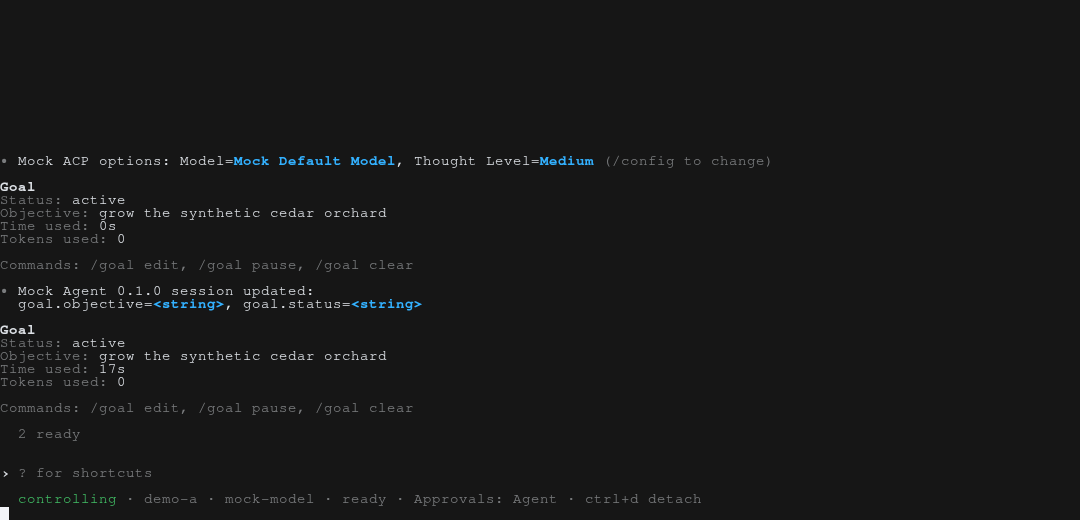 • Mock ACP options: Model=Mock Default Model, Thought Level=Medium (/config to change)
Goal
Status: active
Objective: grow the synthetic cedar orchard
Time used: 0s
Tokens used: 0
Commands: /goal edit, /goal pause, /goal clear
• Mock Agent 0.1.0 session updated:
goal.objective=<string>, goal.status=<string>
Goal
Status: active
Objective: grow the synthetic cedar orchard
Time used: 17s
Tokens used: 0
Commands: /goal edit, /goal pause, /goal clear
2 ready
› ? for shortcuts
controlling · demo-a · mock-model · ready · Approvals: Agent · ctrl+d detach